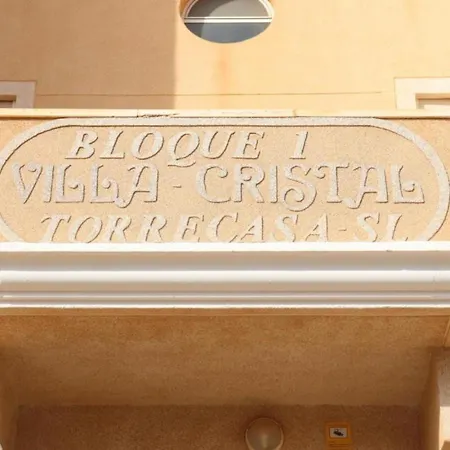 BLOQUE 1
VILLA - CRISTAL
TORRECASA - SL